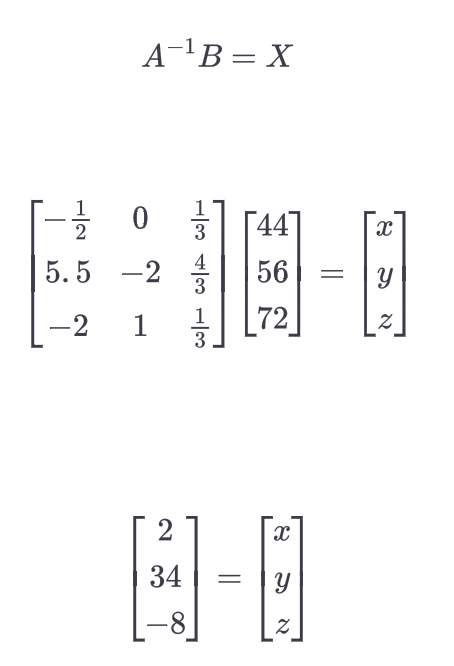 A⁻¹B = X
[−1/2 0 1/3] [44] [x]
[5.5 −2 4/3] [56] = [y]
[−2 1 1/3] [72] [z]
[2] [x]
[34] = [y]
[−8] [z]